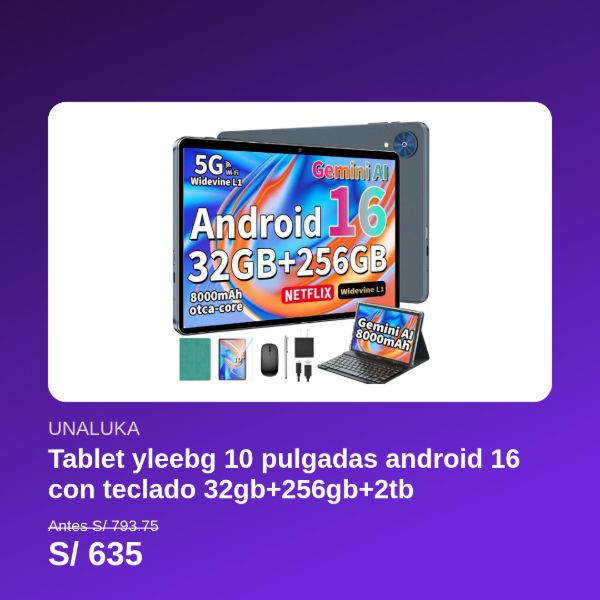 5G Wi-Fi
Widevine L1
Gemini AI
Android 16
32GB+256GB
8000mAh
otca-core
NETFLIX
Widevine L1
Gemini AI
8000mAh
UNALUKA
Tablet yleebg 10 pulgadas android 16
con teclado 32gb+256gb+2tb
Antes S/ 793.75
S/ 635